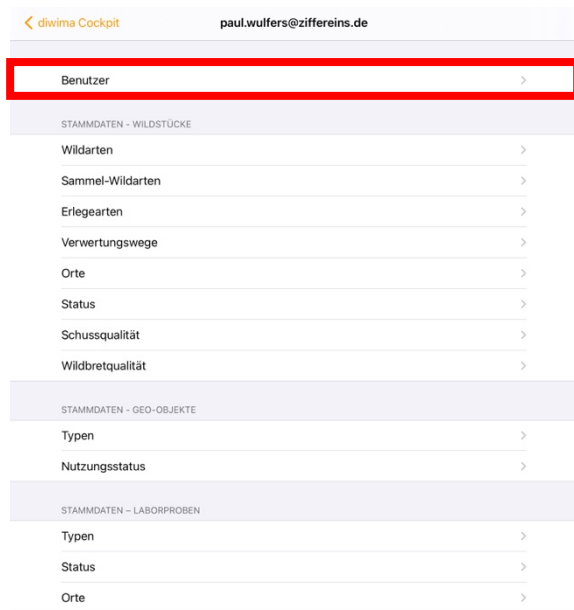 diwima Cockpit paul.wulfers@ziffereins.de
Benutzer
STAMMDATEN - WILDSTÜCKE
Wildarten
Sammel-Wildarten
Erlegearten
Verwertungswege
Orte
Status
Schussqualität
Wildbretqualität
STAMMDATEN - GEO-OBJEKTE
Typen
Nutzungsstatus
STAMMDATEN – LABORPROBEN
Typen
Status
Orte